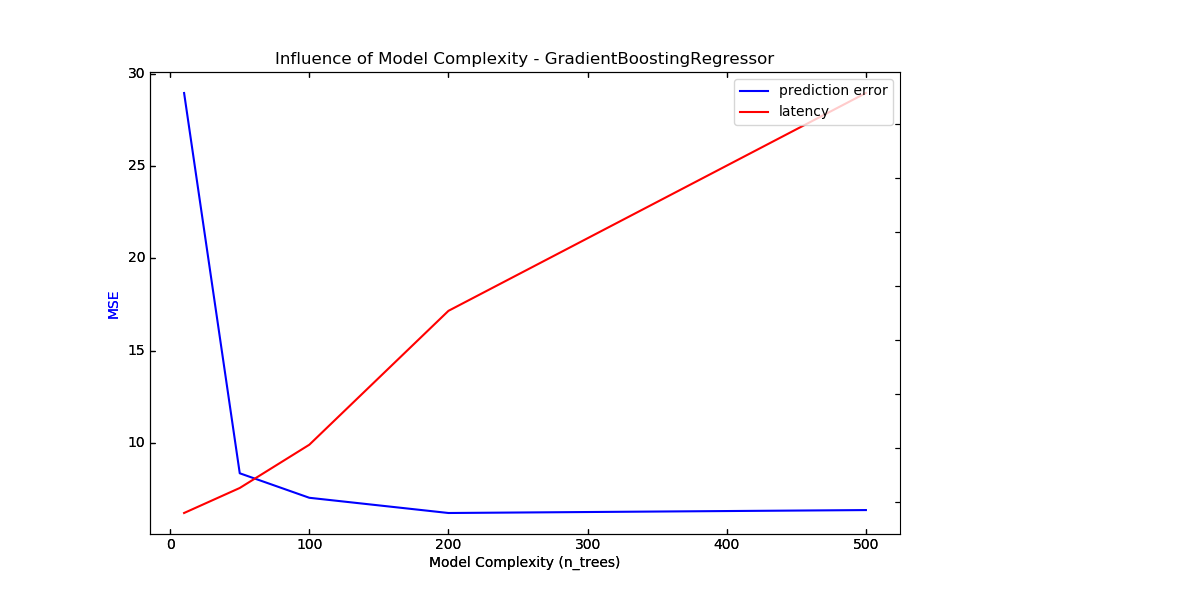 Influence of Model Complexity - GradientBoostingRegressor
prediction error
latency
30
25
20
15
10
MSE
0 100 200 300 400 500
Model Complexity (n_trees)